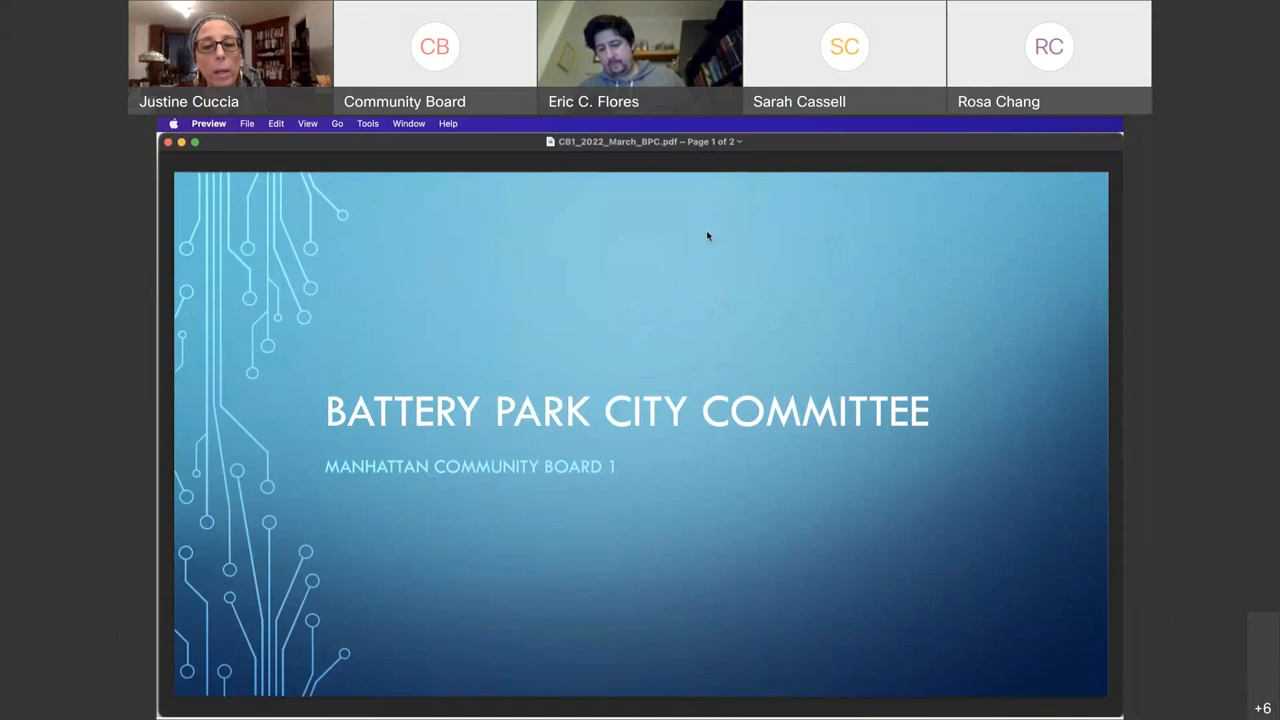 CB
SC
RC
Justine Cuccia
Community Board
Eric C. Flores
Sarah Cassell
Rosa Chang
Preview File Edit View Go Tools Window Help
CB1_2022_March_BPC.pdf – Page 1 of 2
BATTERY PARK CITY COMMITTEE
MANHATTAN COMMUNITY BOARD 1
+6